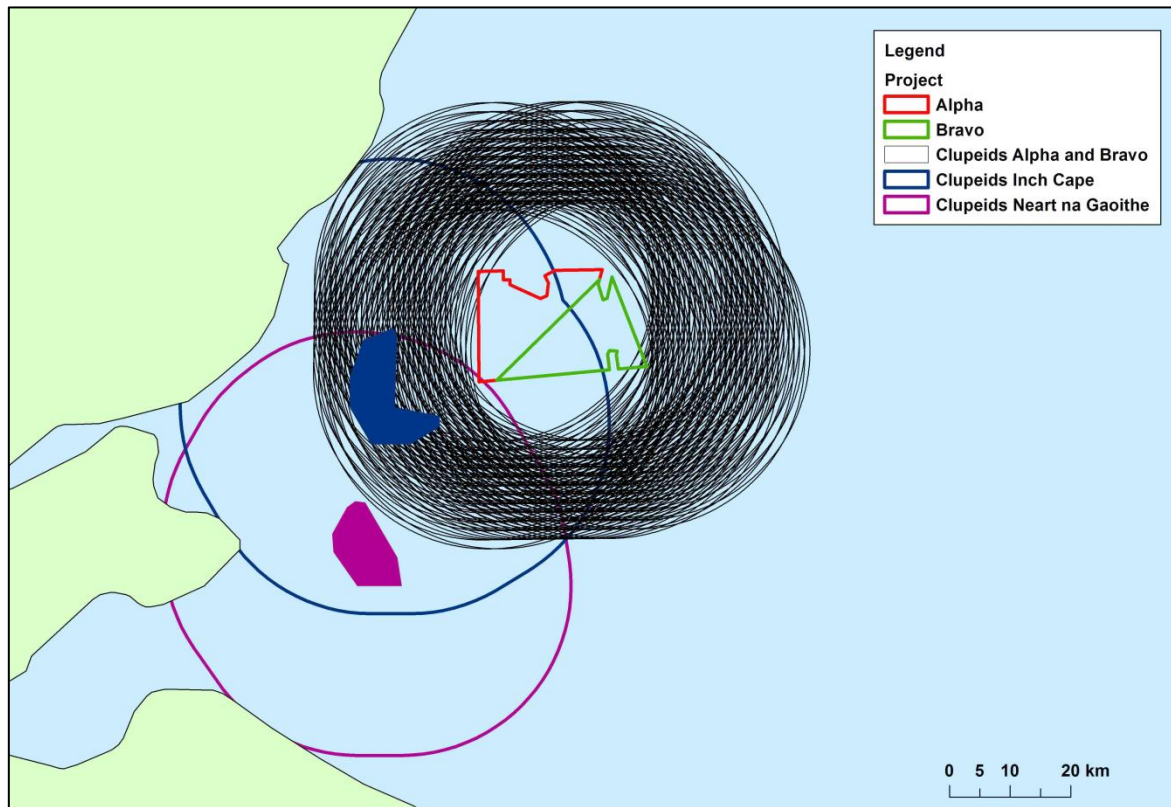 Legend
Project
Alpha
Bravo
Clupeids Alpha and Bravo
Clupeids Inch Cape
Clupeids Neart na Gaoithe
0 5 10 20 km